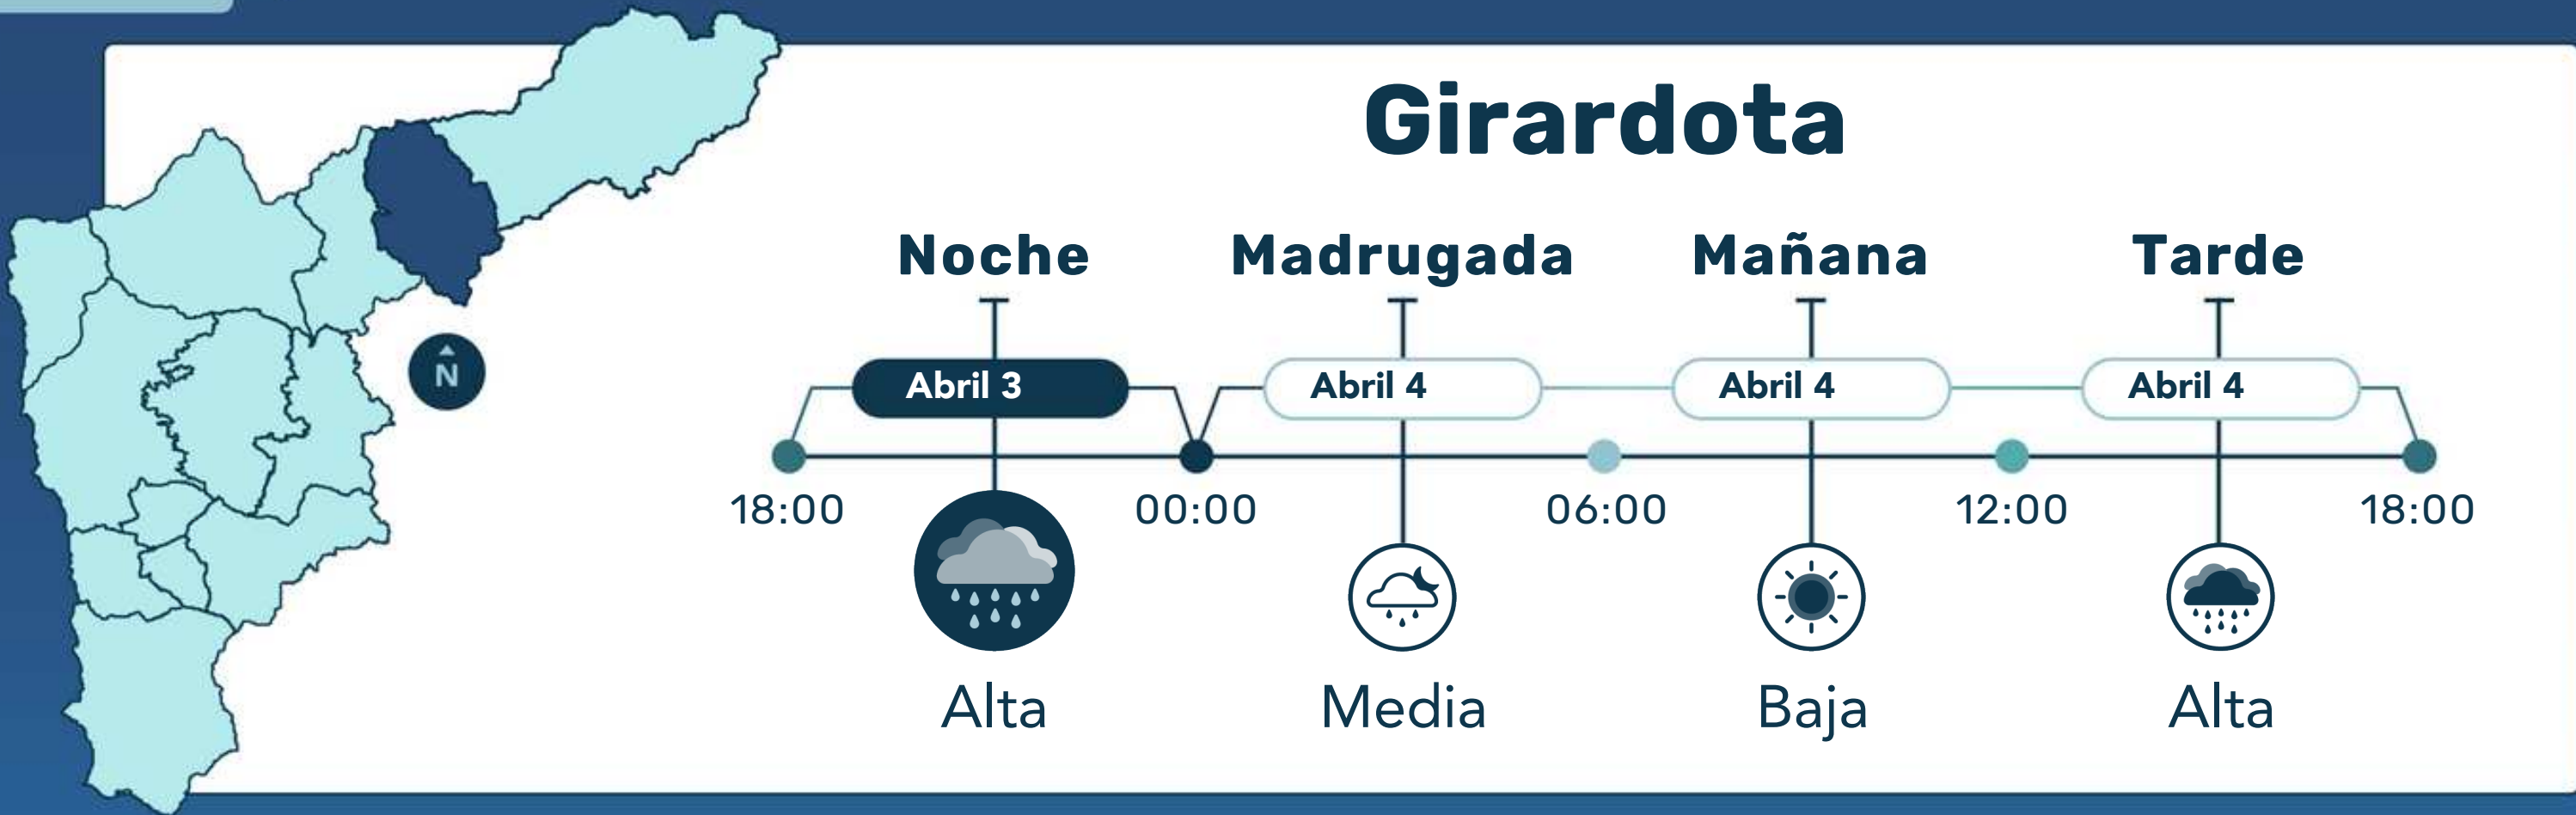 Girardota
Noche Madrugada Mañana Tarde
Abril 3 Abril 4 Abril 4 Abril 4
N
18:00 00:00 06:00 12:00 18:00
Alta Media Baja Alta